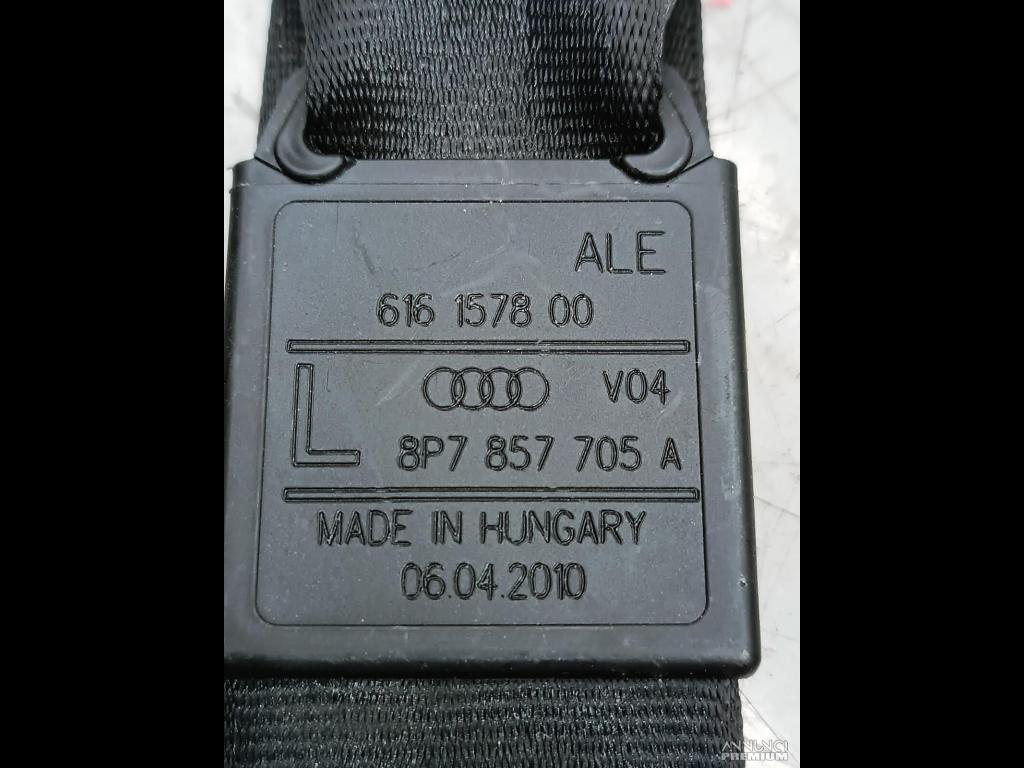 ALE
616 1578 00
L
V04
8P7 857 705 A
MADE IN HUNGARY
06.04.2010
ANNUNCI
PREMIUM